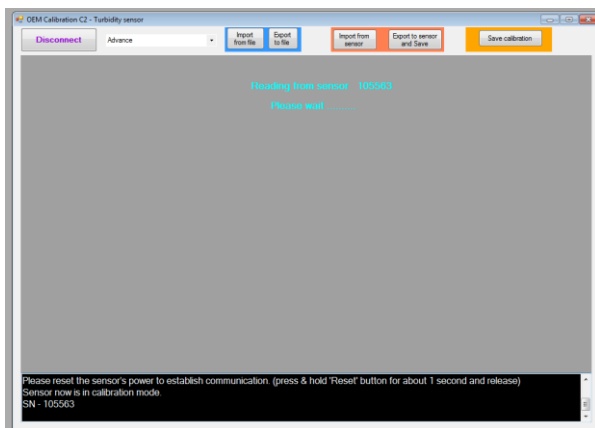 OEM Calibration C2 - Turbidity sensor
Disconnect
Advance
Import from file
Export to file
Import from sensor
Export to sensor and Save
Save calibration
Reading from sensor 105563
Please wait .........
Please reset the sensor's power to establish communication. (press & hold 'Reset' button for about 1 second and release)
Sensor now is in calibration mode.
SN - 105563